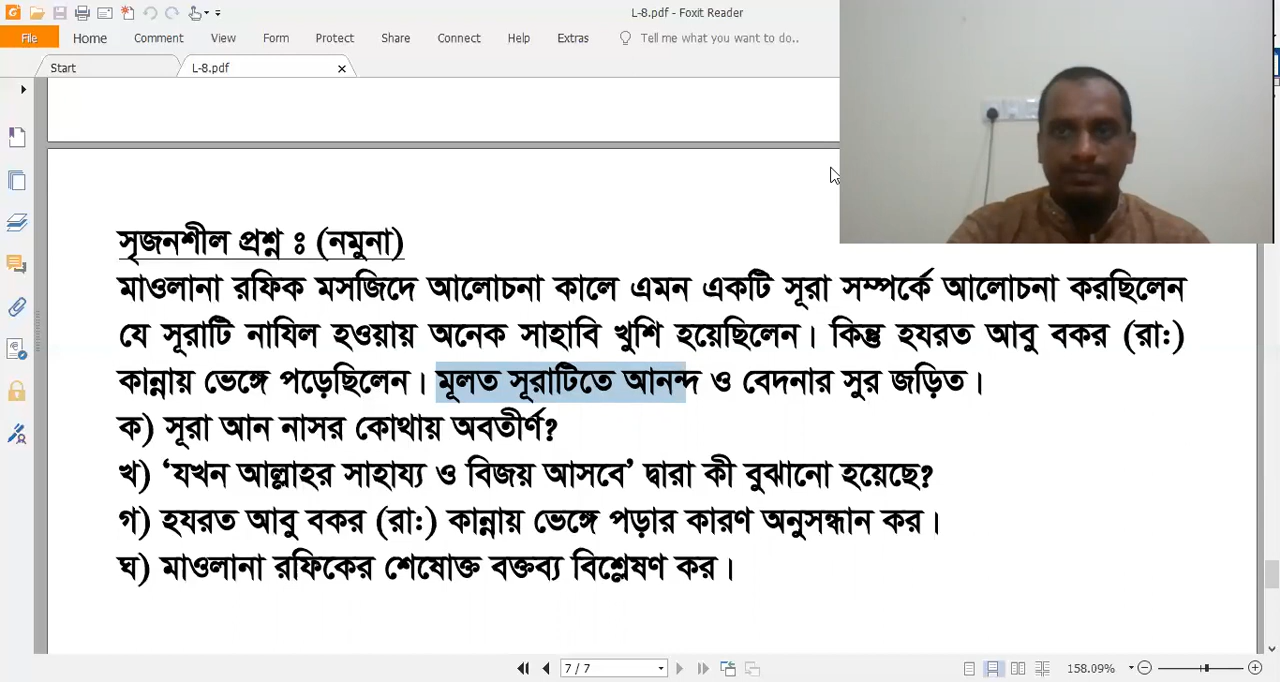 L-8.pdf - Foxit Reader
File Home Comment View Form Protect Share Connect Help Extras Tell me what you want to do..
Start L-8.pdf
সৃজনশীল প্রশ্ন ঃ (নমুনা)
মাওলানা রফিক মসজিদে আলোচনা কালে এমন একটি সূরা সম্পর্কে আলোচনা করছিলেন
যে সূরাটি নাযিল হওয়ায় অনেক সাহাবি খুশি হয়েছিলেন। কিন্তু হযরত আবু বকর (রা:)
কান্নায় ভেঙ্গে পড়েছিলেন। মূলত সূরাটিতে আনন্দ ও বেদনার সুর জড়িত।
ক) সূরা আন নাসর কোথায় অবতীর্ণ?
খ) ‘যখন আল্লাহর সাহায্য ও বিজয় আসবে’ দ্বারা কী বুঝানো হয়েছে?
গ) হযরত আবু বকর (রা:) কান্নায় ভেঙ্গে পড়ার কারণ অনুসন্ধান কর।
ঘ) মাওলানা রফিকের শেষোক্ত বক্তব্য বিশ্লেষণ কর।
7 / 7 158.09%